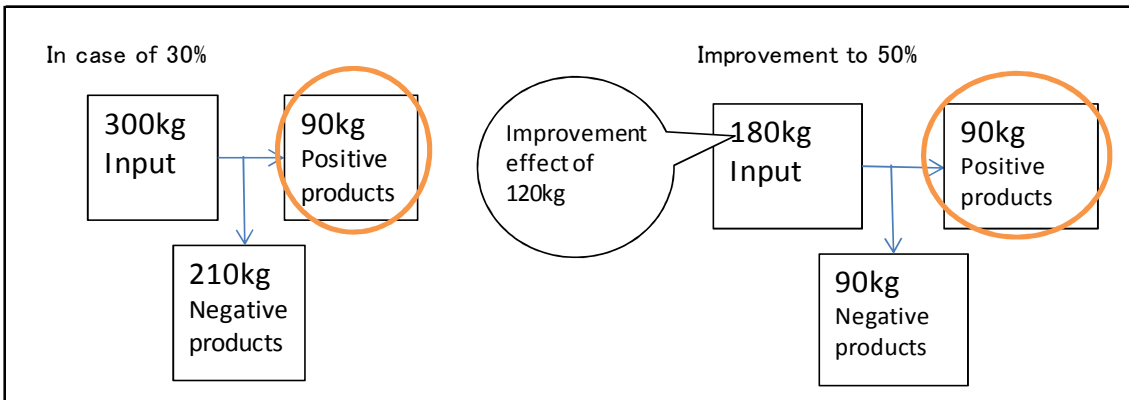 In case of 30%
300kg
Input
90kg
Positive
products
210kg
Negative
products
Improvement to 50%
Improvement
effect of
120kg
180kg
Input
90kg
Positive
products
90kg
Negative
products